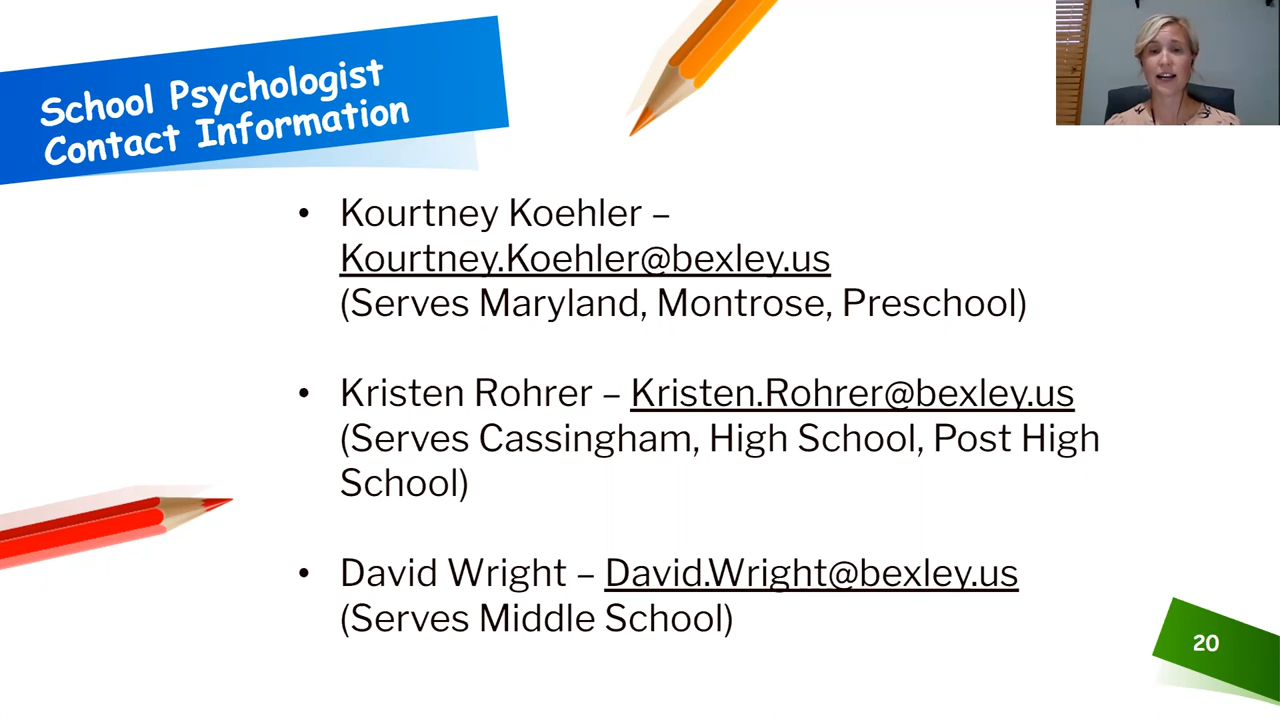 School Psychologist
Contact Information
• Kourtney Koehler –
Kourtney.Koehler@bexley.us
(Serves Maryland, Montrose, Preschool)
• Kristen Rohrer – Kristen.Rohrer@bexley.us
(Serves Cassingham, High School, Post High
School)
• David Wright – David.Wright@bexley.us
(Serves Middle School)
20